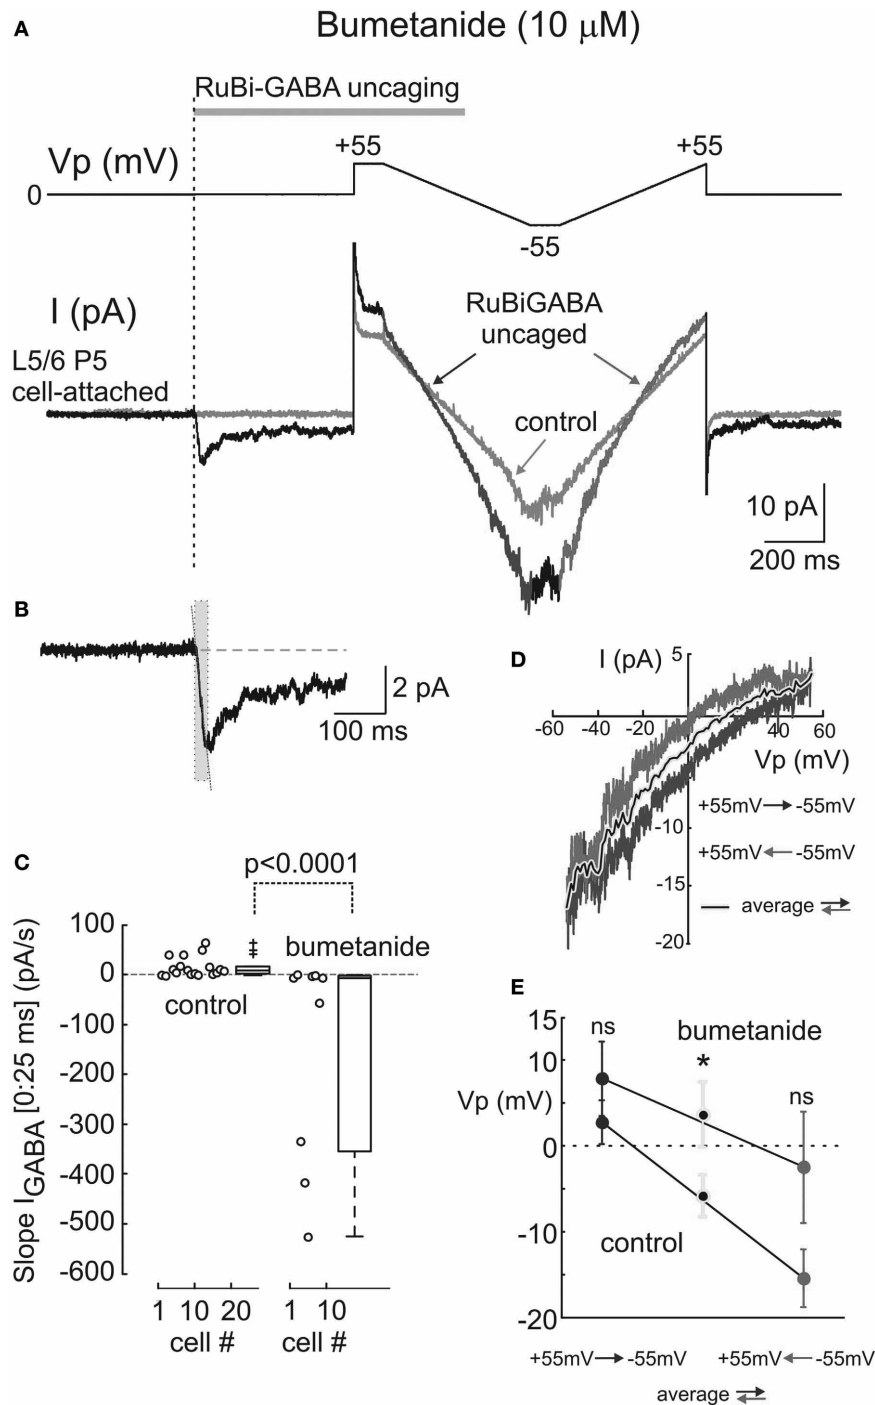 A
Bumetanide (10 μM)
RuBi-GABA uncaging
Vp (mV)
0
+55
+55
-55
I (pA)
L5/6 P5
cell-attached
RuBiGABA
uncaged
control
10 pA
200 ms
B
2 pA
100 ms
D
I (pA)
5
-60
-40
-20
0
40
60
Vp (mV)
-10
-15
-20
+55mV → -55mV
+55mV ← -55mV
average
C
p<0.0001
bumetanide
control
Slope IGABA [0:25 ms] (pA/s)
100
0
-100
-200
-300
-400
-500
-600
1
10
20
cell #
1
10
cell #
‡
E
15
10
Vp (mV)
0
-10
-20
ns
bumetanide
*
ns
control
+55mV → -55mV
+55mV ← -55mV
average